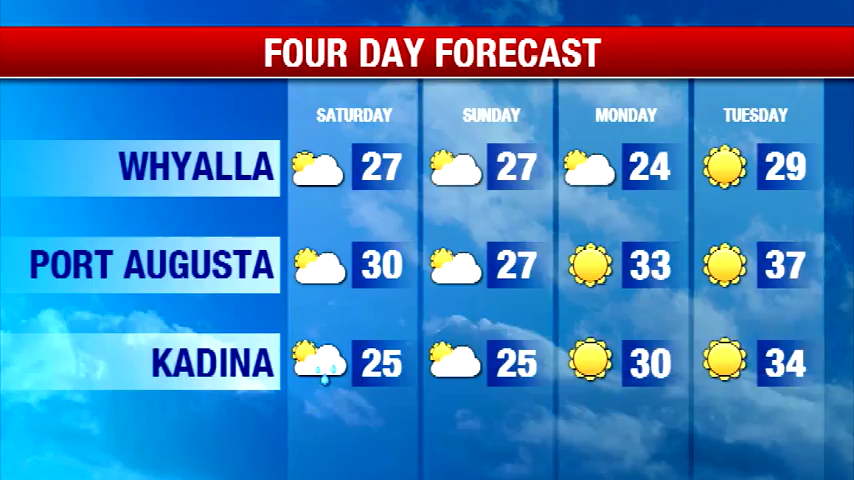 FOUR DAY FORECAST
SATURDAY SUNDAY MONDAY TUESDAY
WHYALLA 27 27 24 29
PORT AUGUSTA 30 27 33 37
KADINA 25 25 30 34